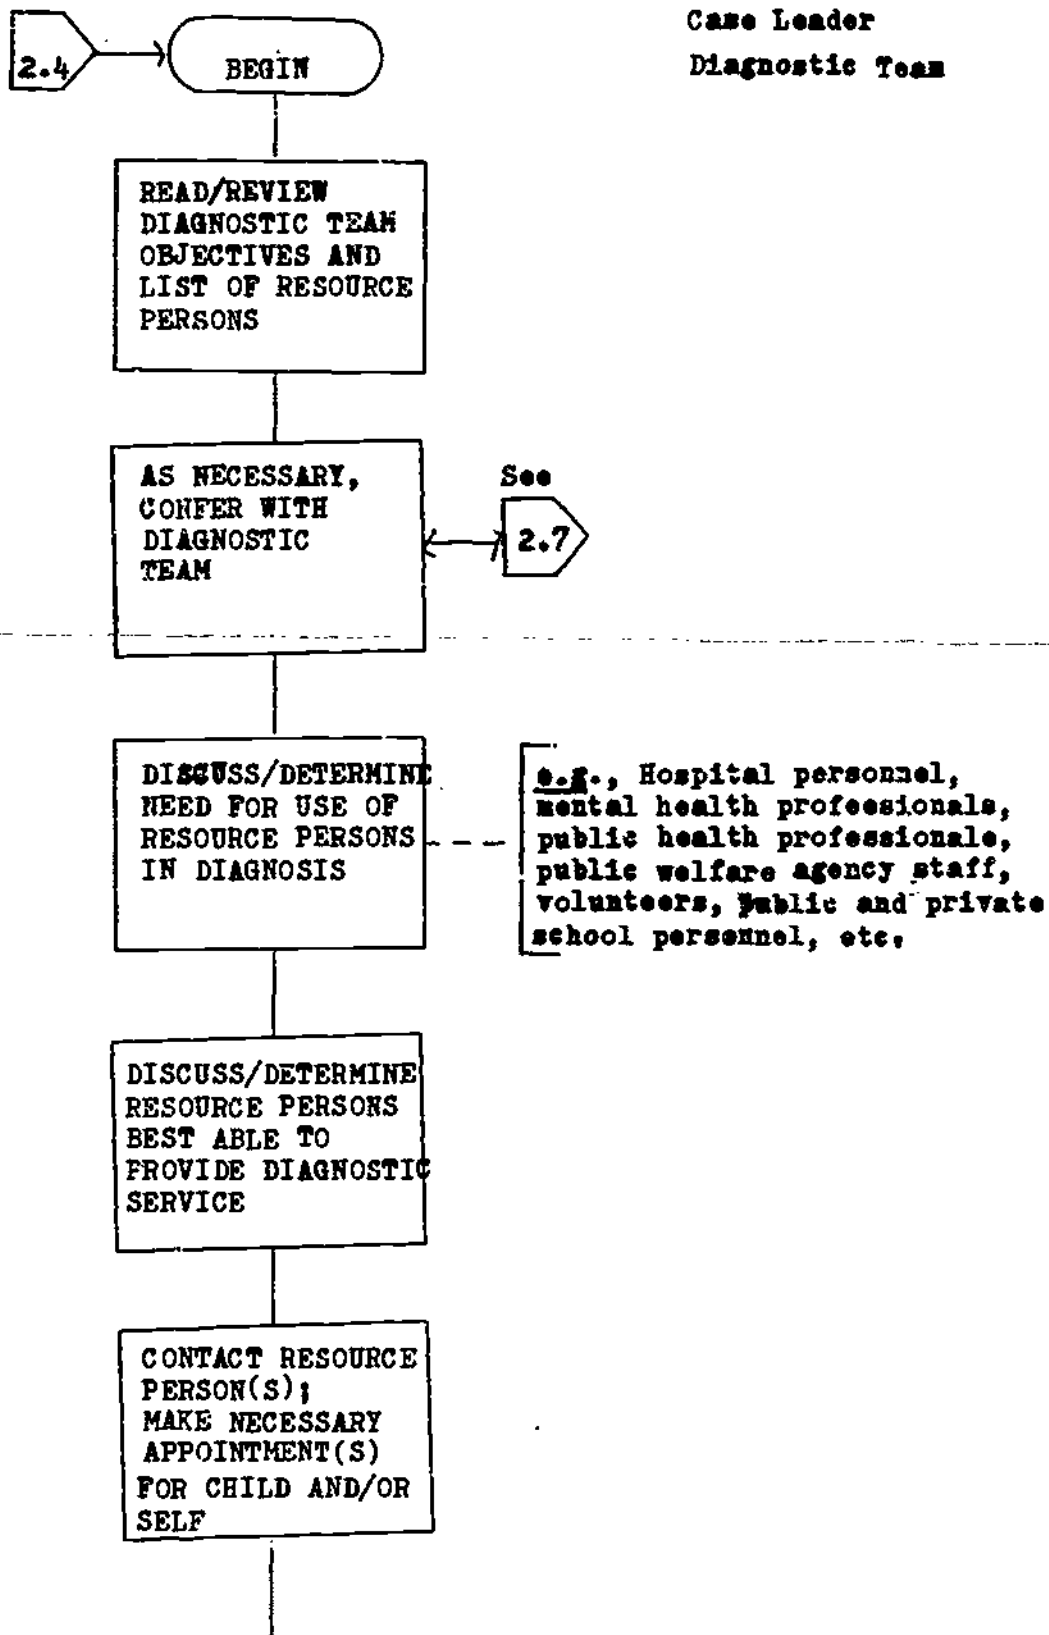 Case Leader
Diagnostic Team
2.4
BEGIN
READ/REVIEW
DIAGNOSTIC TEAM
OBJECTIVES AND
LIST OF RESOURCE
PERSONS
AS NECESSARY,
CONFER WITH
DIAGNOSTIC
TEAM
See
2.7
DISCUSS/DETERMINE
NEED FOR USE OF
RESOURCE PERSONS
IN DIAGNOSIS
e.g., Hospital personnel,
mental health professionals,
public health professionals,
public welfare agency staff,
volunteers, public and private
school personnel, etc.
DISCUSS/DETERMINE
RESOURCE PERSONS
BEST ABLE TO
PROVIDE DIAGNOSTIC
SERVICE
CONTACT RESOURCE
PERSON(S);
MAKE NECESSARY
APPOINTMENT(S)
FOR CHILD AND/OR
SELF